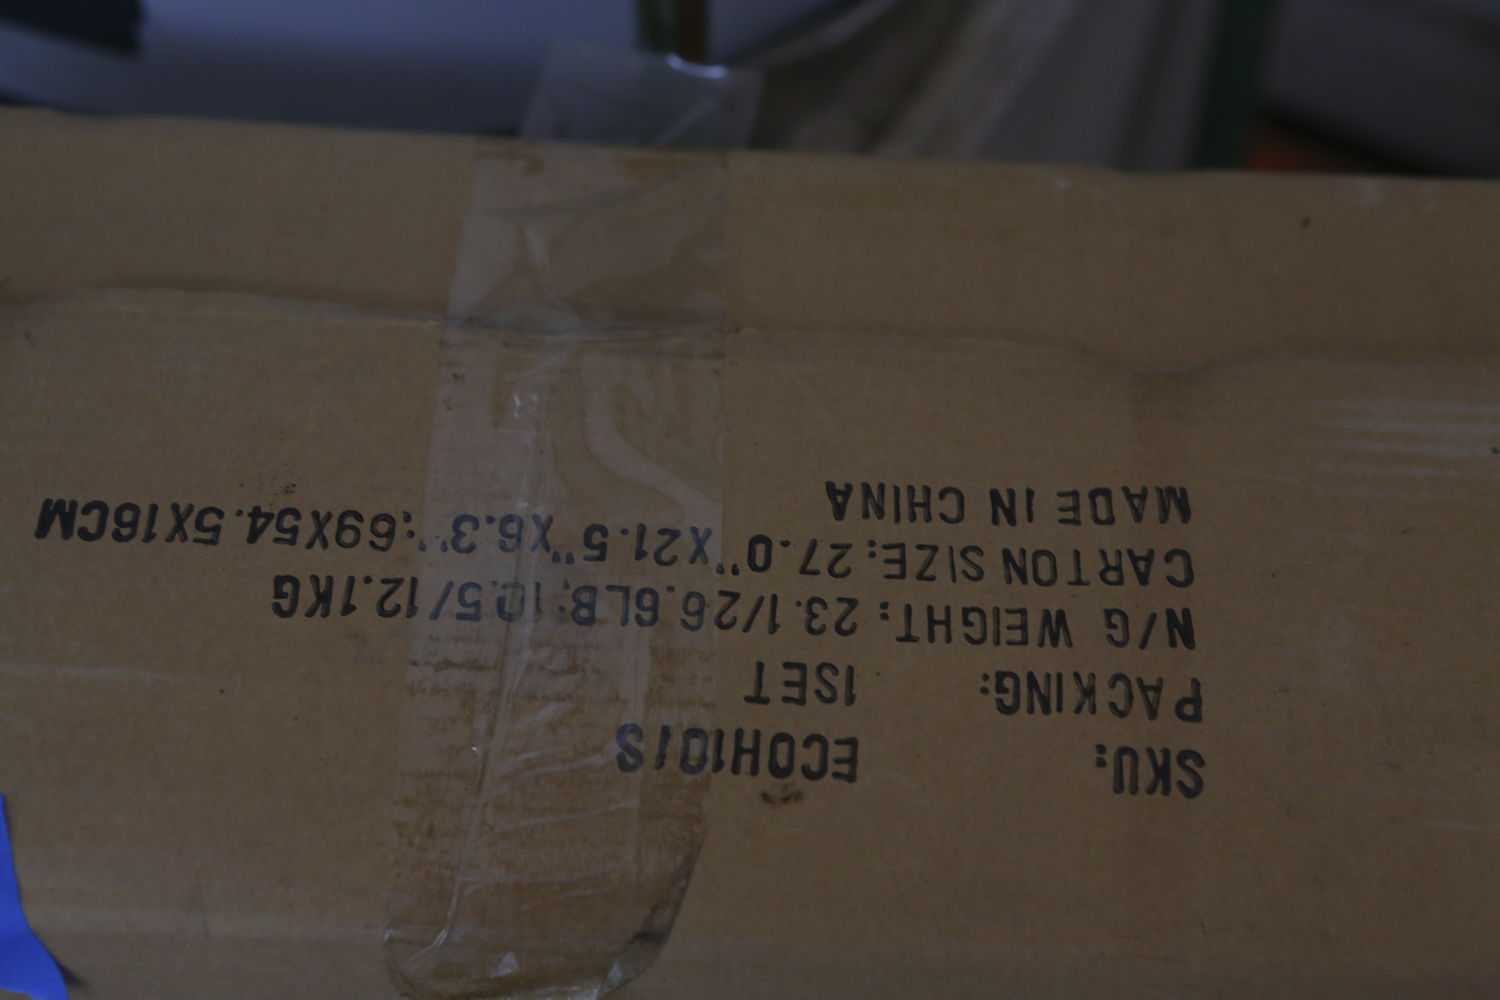 SKU: ECOH101S
PACKING: 1SET
N/G WEIGHT: 23.1/26.6LB; 10.5/12.1KG
CARTON SIZE: 27.0"X21.5"X6.3"; 69X54.5X16CM
MADE IN CHINA